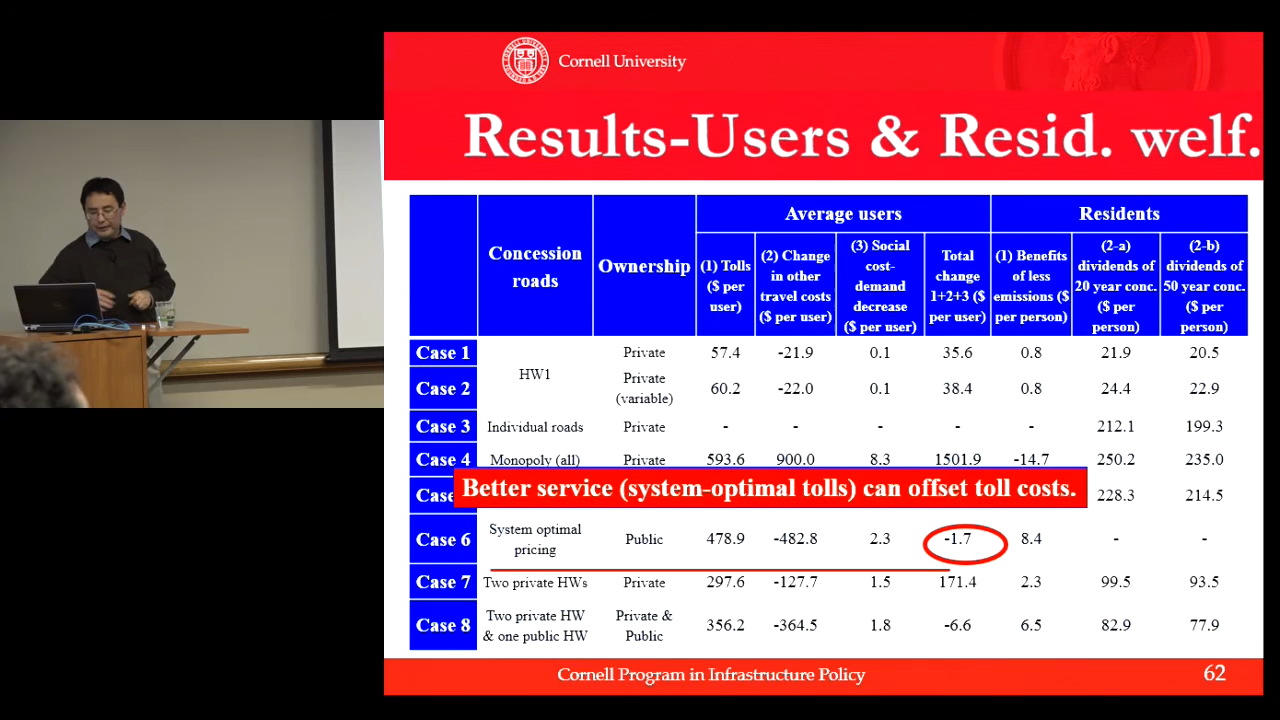 Cornell University
Results-Users & Resid. welf.
Concession roads
Ownership
Average users
Residents
(1) Tolls ($ per user)
(2) Change in other travel costs ($ per user)
(3) Social cost-demand decrease ($ per user)
Total change 1+2+3 ($ per user)
(1) Benefits of less emissions ($ per person)
(2-a) dividends of 20 year conc. ($ per person)
(2-b) dividends of 50 year conc. ($ per person)
Case 1 HW1 Private 57.4 -21.9 0.1 35.6 0.8 21.9 20.5
Case 2 Private (variable) 60.2 -22.0 0.1 38.4 0.8 24.4 22.9
Case 3 Individual roads Private - - - - - 212.1 199.3
Case 4 Monopoly (all) Private 593.6 900.0 8.3 1501.9 -14.7 250.2 235.0
Case 228.3 214.5
Better service (system-optimal tolls) can offset toll costs.
Case 6 System optimal pricing Public 478.9 -482.8 2.3 -1.7 8.4 - -
Case 7 Two private HWs Private 297.6 -127.7 1.5 171.4 2.3 99.5 93.5
Case 8 Two private HW & one public HW Private & Public 356.2 -364.5 1.8 -6.6 6.5 82.9 77.9
Cornell Program in Infrastructure Policy
62